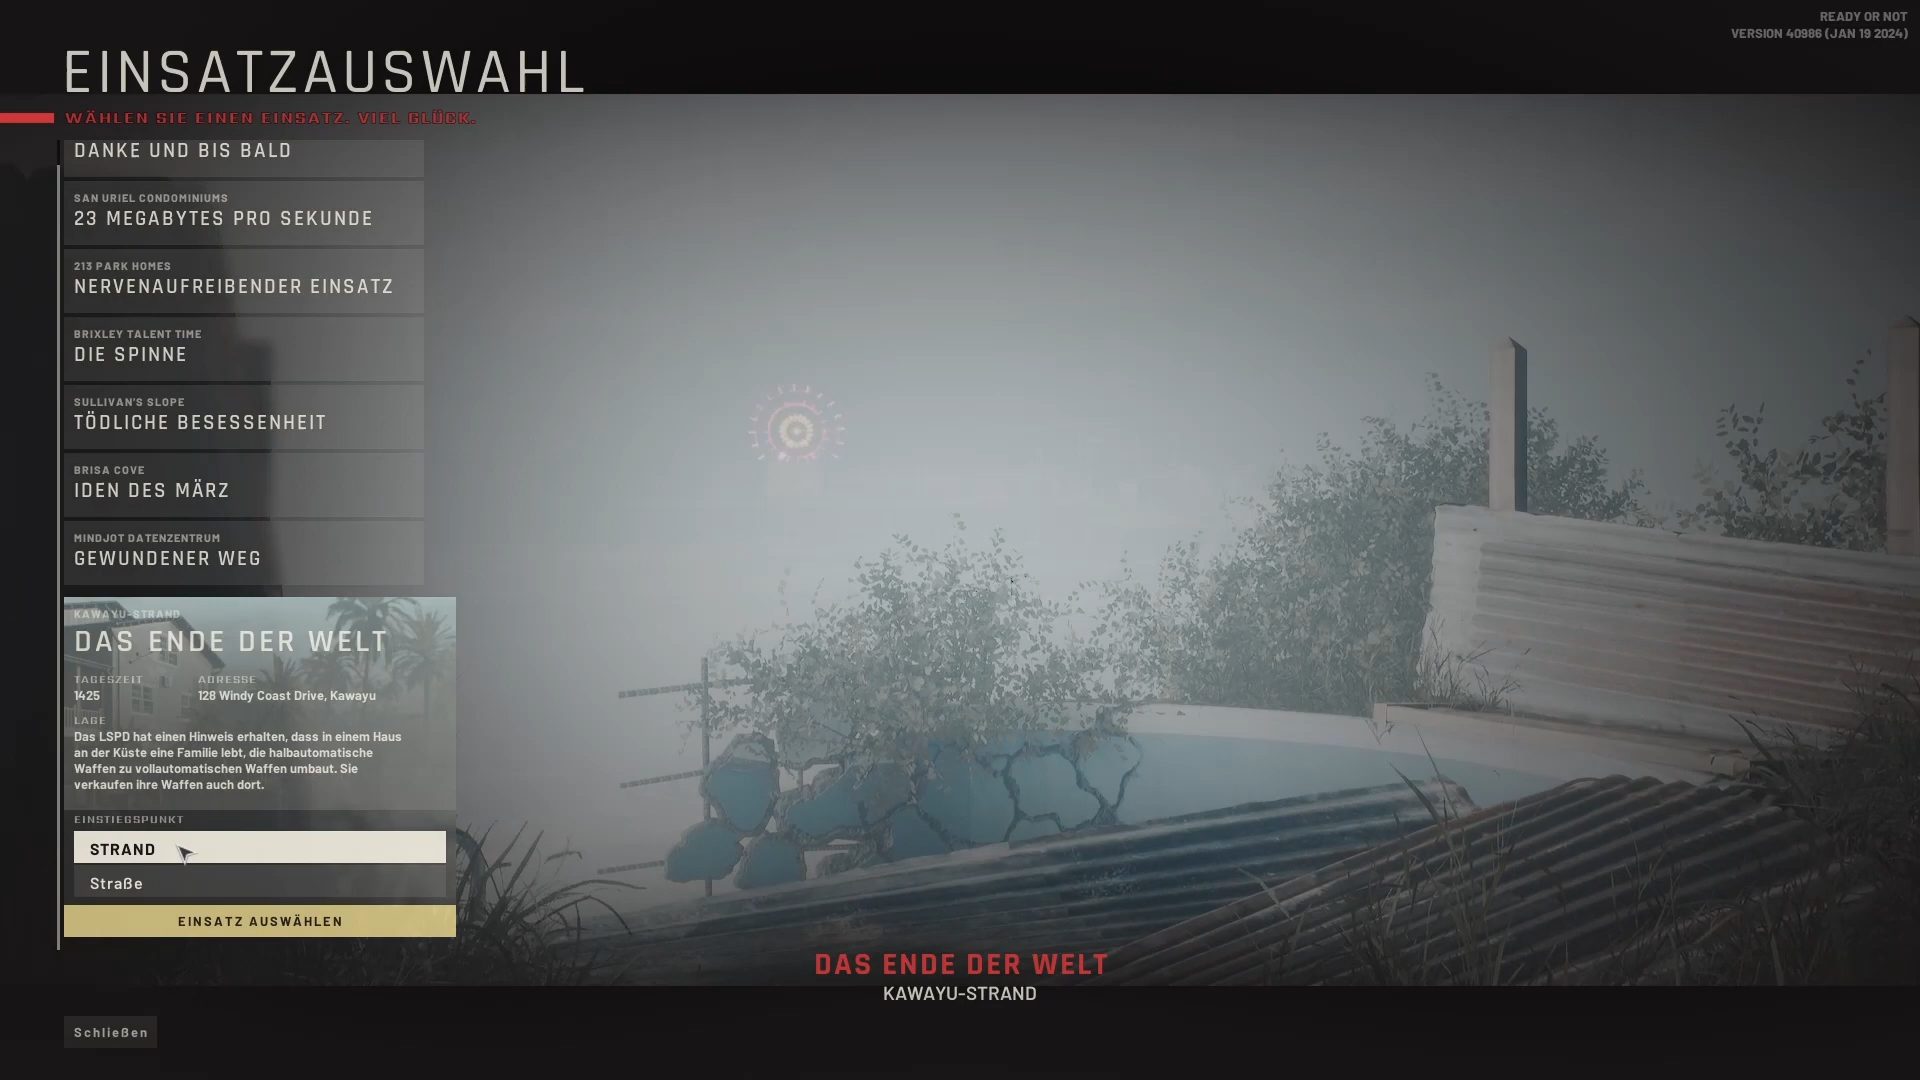 READY OR NOT
VERSION 40986 (JAN 19 2024)
EINSATZAUSWAHL
WÄHLEN SIE EINEN EINSATZ. VIEL GLÜCK.
DANKE UND BIS BALD
SAN URIEL CONDOMINIUMS
23 MEGABYTES PRO SEKUNDE
213 PARK HOMES
NERVENAUFREIBENDER EINSATZ
BRIXLEY TALENT TIME
DIE SPINNE
SULLIVAN'S SLOPE
TÖDLICHE BESESSENHEIT
BRISA COVE
IDEN DES MÄRZ
MINDJOT DATENZENTRUM
GEWUNDENER WEG
KAWAYU-STRAND
DAS ENDE DER WELT
TAGESZEIT ADRESSE
1425 128 Windy Coast Drive, Kawayu
LAGE
Das LSPD hat einen Hinweis erhalten, dass in einem Haus
an der Küste eine Familie lebt, die halbautomatische
Waffen zu vollautomatischen Waffen umbaut. Sie
verkaufen ihre Waffen auch dort.
EINSTIEGSPUNKT
STRAND
Straße
EINSATZ AUSWÄHLEN
DAS ENDE DER WELT
KAWAYU-STRAND
Schließen